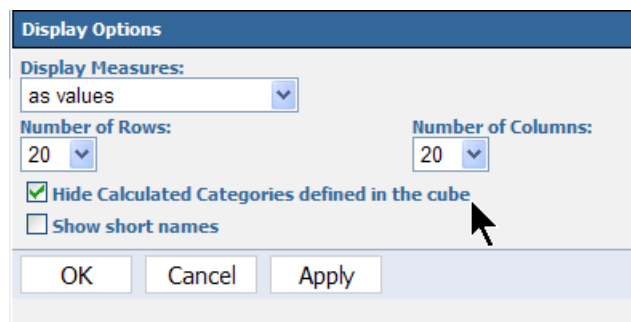 Display Options
Display Measures:
as values
Number of Rows: Number of Columns:
20 20
Hide Calculated Categories defined in the cube
Show short names
OK Cancel Apply